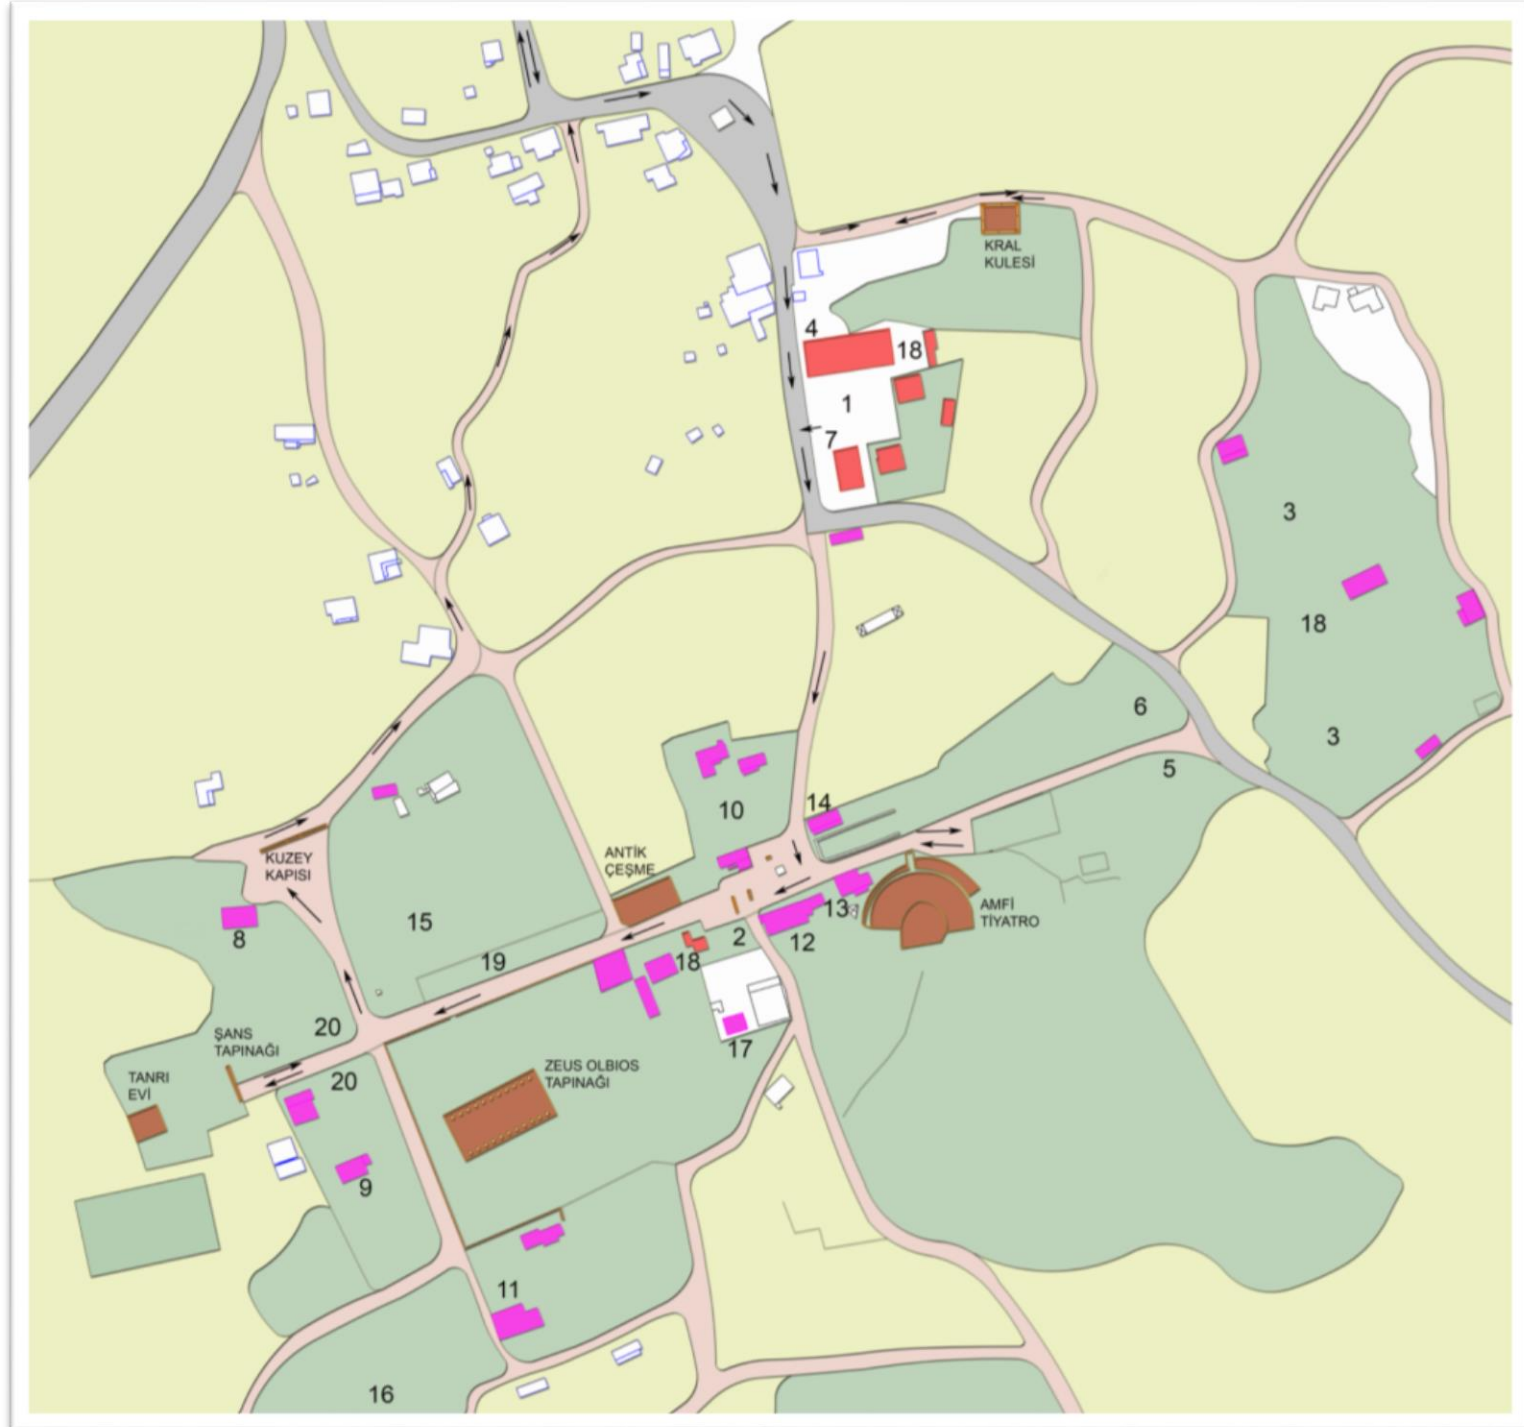 KRAL
KULESİ
4
18
1
7
3
18
3
6
5
14
10
ANTİK
ÇEŞME
KUZEY
KAPISI
15
8
13
AMFİ
TİYATRO
2
12
18
19
20
ŞANS
TAPINAĞI
17
ZEUS OLBIOS
TAPINAĞI
TANRI
EVİ
20
9
11
16